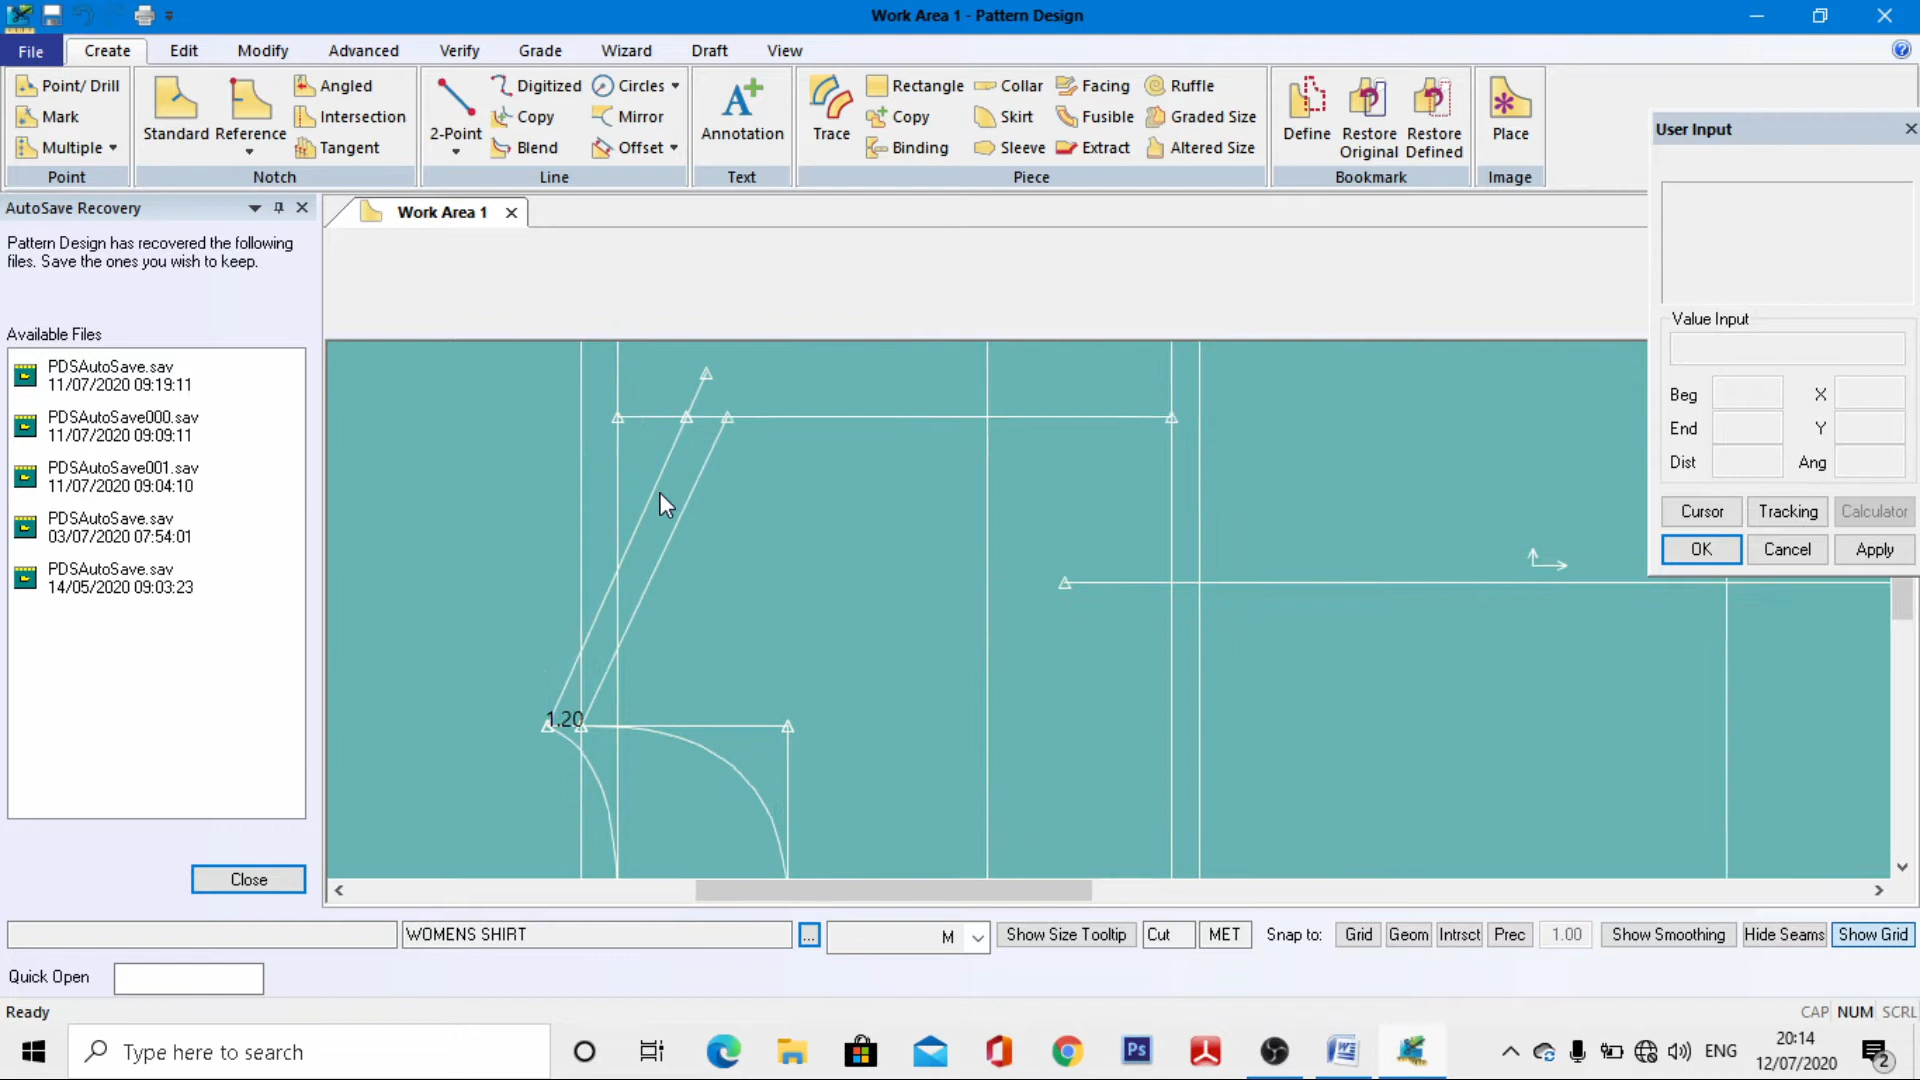 Work Area 1 - Pattern Design
File Create Edit Modify Advanced Verify Grade Wizard Draft View
Point/ Drill
Mark
Multiple
Point
Standard
Reference
Angled
Intersection
Tangent
Notch
2-Point
Digitized
Copy
Blend
Circles
Mirror
Offset
Line
Annotation
Text
Trace
Rectangle
Copy
Binding
Collar
Skirt
Sleeve
Facing
Fusible
Extract
Ruffle
Graded Size
Altered Size
Piece
Define
Restore Original
Restore Defined
Bookmark
Place
Image
AutoSave Recovery
Pattern Design has recovered the following
files. Save the ones you wish to keep.
Available Files
PDSAutoSave.sav
11/07/2020 09:19:11
PDSAutoSave000.sav
11/07/2020 09:09:11
PDSAutoSave001.sav
11/07/2020 09:04:10
PDSAutoSave.sav
03/07/2020 07:54:01
PDSAutoSave.sav
14/05/2020 09:03:23
Close
Work Area 1
1.20
User Input
Value Input
Beg X
End Y
Dist Ang
Cursor Tracking Calculator
OK Cancel Apply
WOMENS SHIRT ... M Show Size Tooltip Cut MET Snap to: Grid Geom Intrsct Prec 1.00 Show Smoothing Hide Seams Show Grid
Quick Open
Ready
CAP NUM SCRL
Type here to search
Ps
ENG
20:14
12/07/2020
2